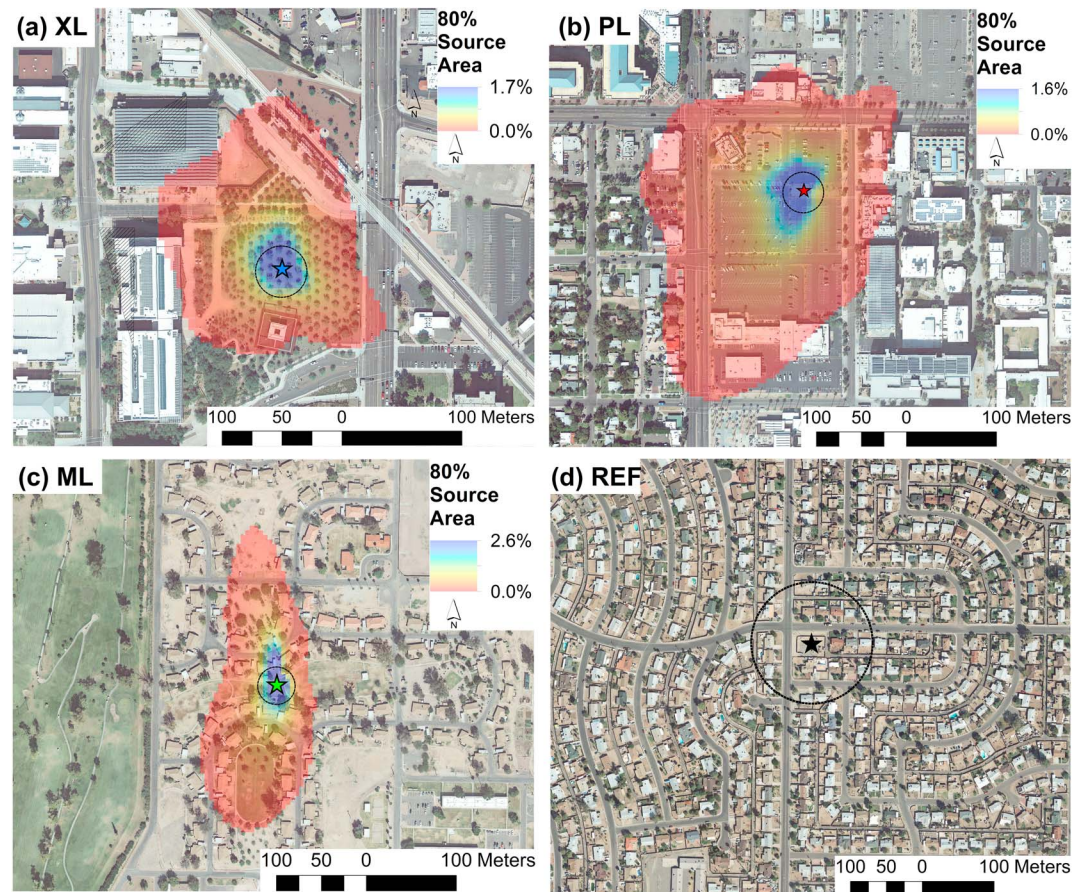 (a) XL
80%
Source
Area
1.7%
0.0%
N
N
100 50 0 100 Meters
(b) PL
80%
Source
Area
1.6%
0.0%
N
100 50 0 100 Meters
(c) ML
80%
Source
Area
2.6%
0.0%
N
100 50 0 100 Meters
(d) REF
100 50 0 100 Meters